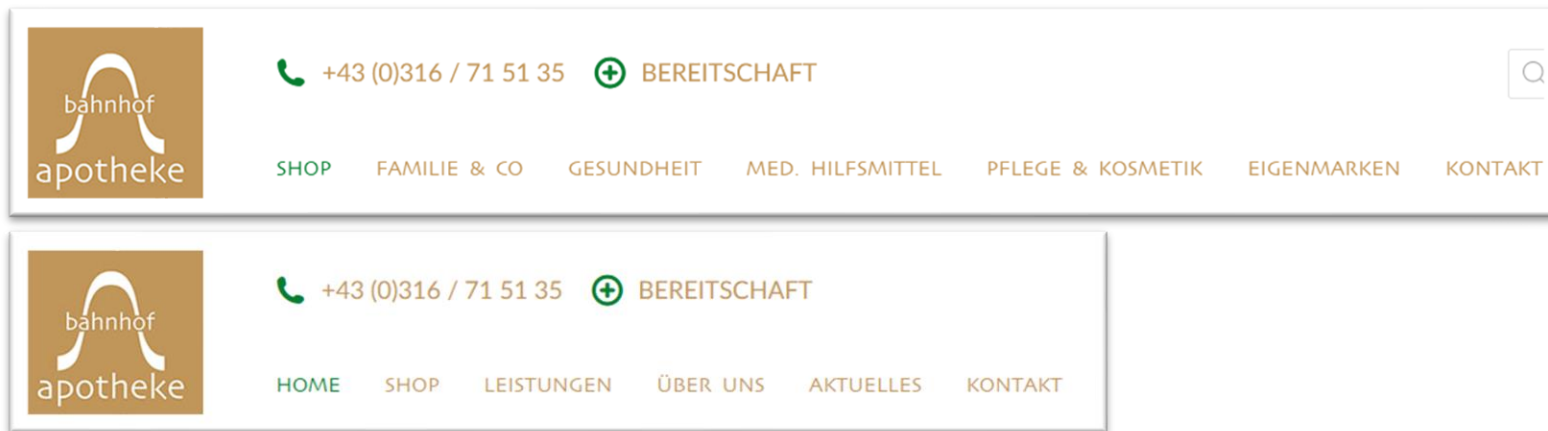 bahnhof
apotheke
+43 (0)316 / 71 51 35 BEREITSCHAFT
SHOP FAMILIE & CO GESUNDHEIT MED. HILFSMITTEL PFLEGE & KOSMETIK EIGENMARKEN KONTAKT
bahnhof
apotheke
+43 (0)316 / 71 51 35 BEREITSCHAFT
HOME SHOP LEISTUNGEN ÜBER UNS AKTUELLES KONTAKT